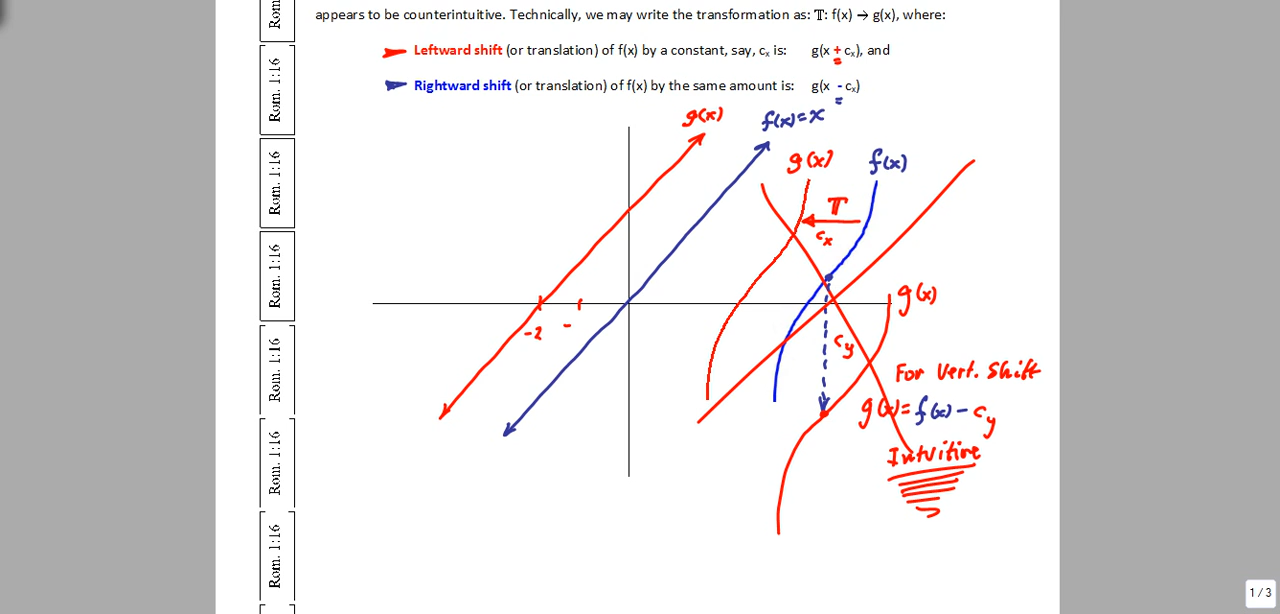 appears to be counterintuitive. Technically, we may write the transformation as: 𝕋: f(x) → g(x), where:
Leftward shift (or translation) of f(x) by a constant, say, cₓ is: g(x + cₓ), and
Rightward shift (or translation) of f(x) by the same amount is: g(x - cₓ)
g(x)
f(x)=x
g(x)
f(x)
𝕋
cx
-2
-1
g(x)
cy
For Vert. Shift
g(x)=f(x)-cy
Intuitive
Rom
Rom. 1:16
Rom. 1:16
Rom. 1:16
Rom. 1:16
Rom. 1:16
Rom. 1:16
1 / 3